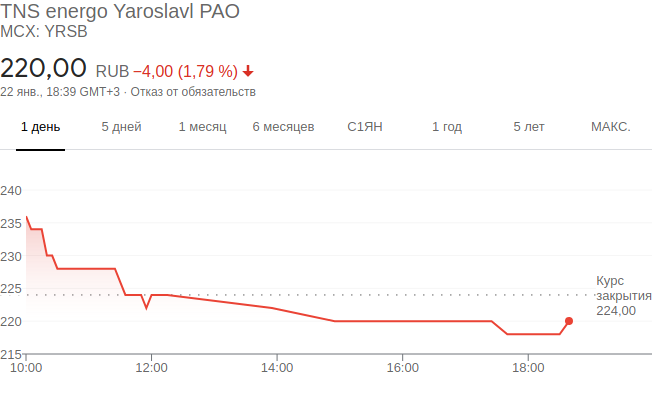 TNS energo Yaroslavl PAO
MCX: YRSB
220,00 RUB −4,00 (1,79 %)
22 янв., 18:39 GMT+3 · Отказ от обязательств
1 день 5 дней 1 месяц 6 месяцев С1ЯН 1 год 5 лет МАКС.
240
235
230
225
220
215
Курс
закрытия
224,00
10:00 12:00 14:00 16:00 18:00